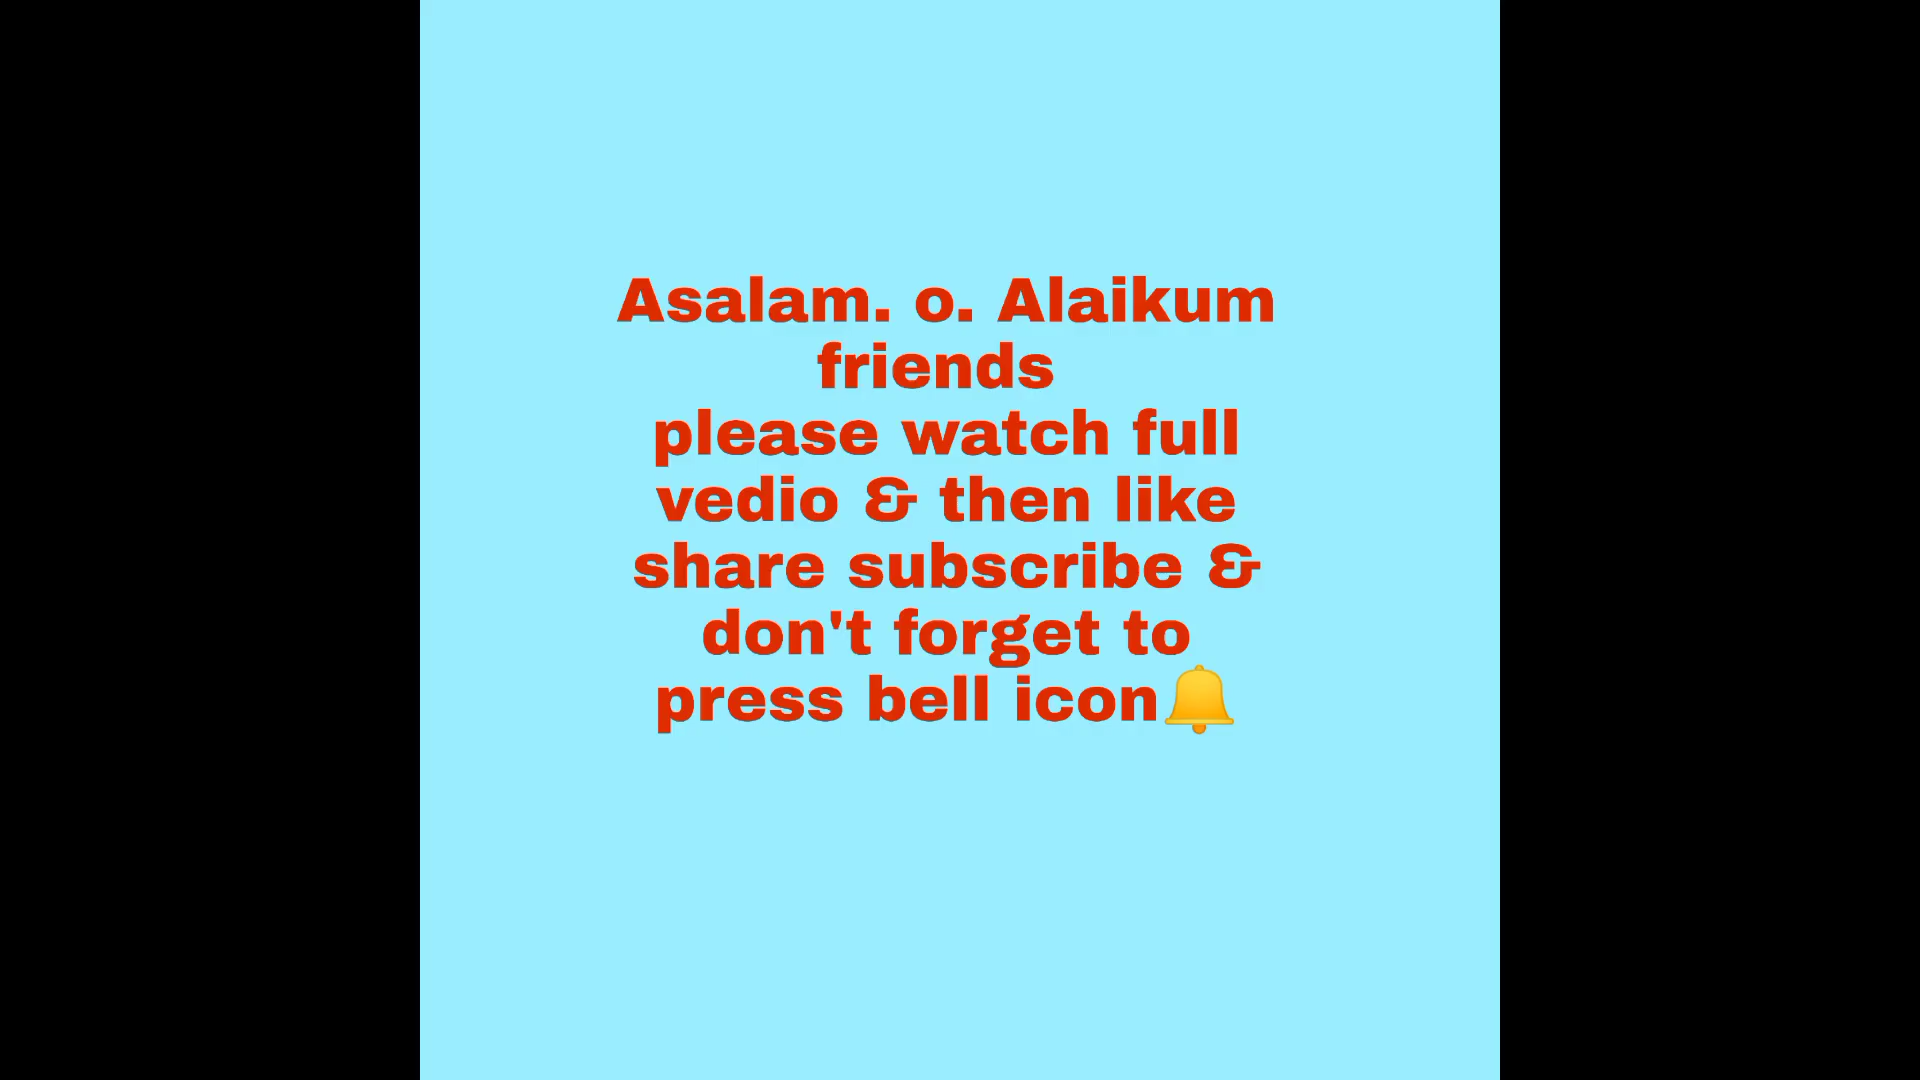 Asalam. o. Alaikum
friends
please watch full
vedio & then like
share subscribe &
don't forget to
press bell icon🔔